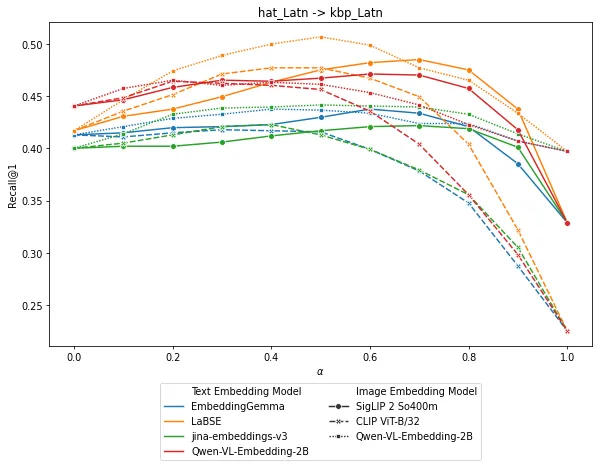 hat_Latn -> kbp_Latn
Recall@1
0.50
0.45
0.40
0.35
0.30
0.25
0.0 0.2 0.4 0.6 0.8 1.0
α
Text Embedding Model Image Embedding Model
EmbeddingGemma SigLIP 2 So400m
LaBSE CLIP ViT-B/32
jina-embeddings-v3 Qwen-VL-Embedding-2B
Qwen-VL-Embedding-2B